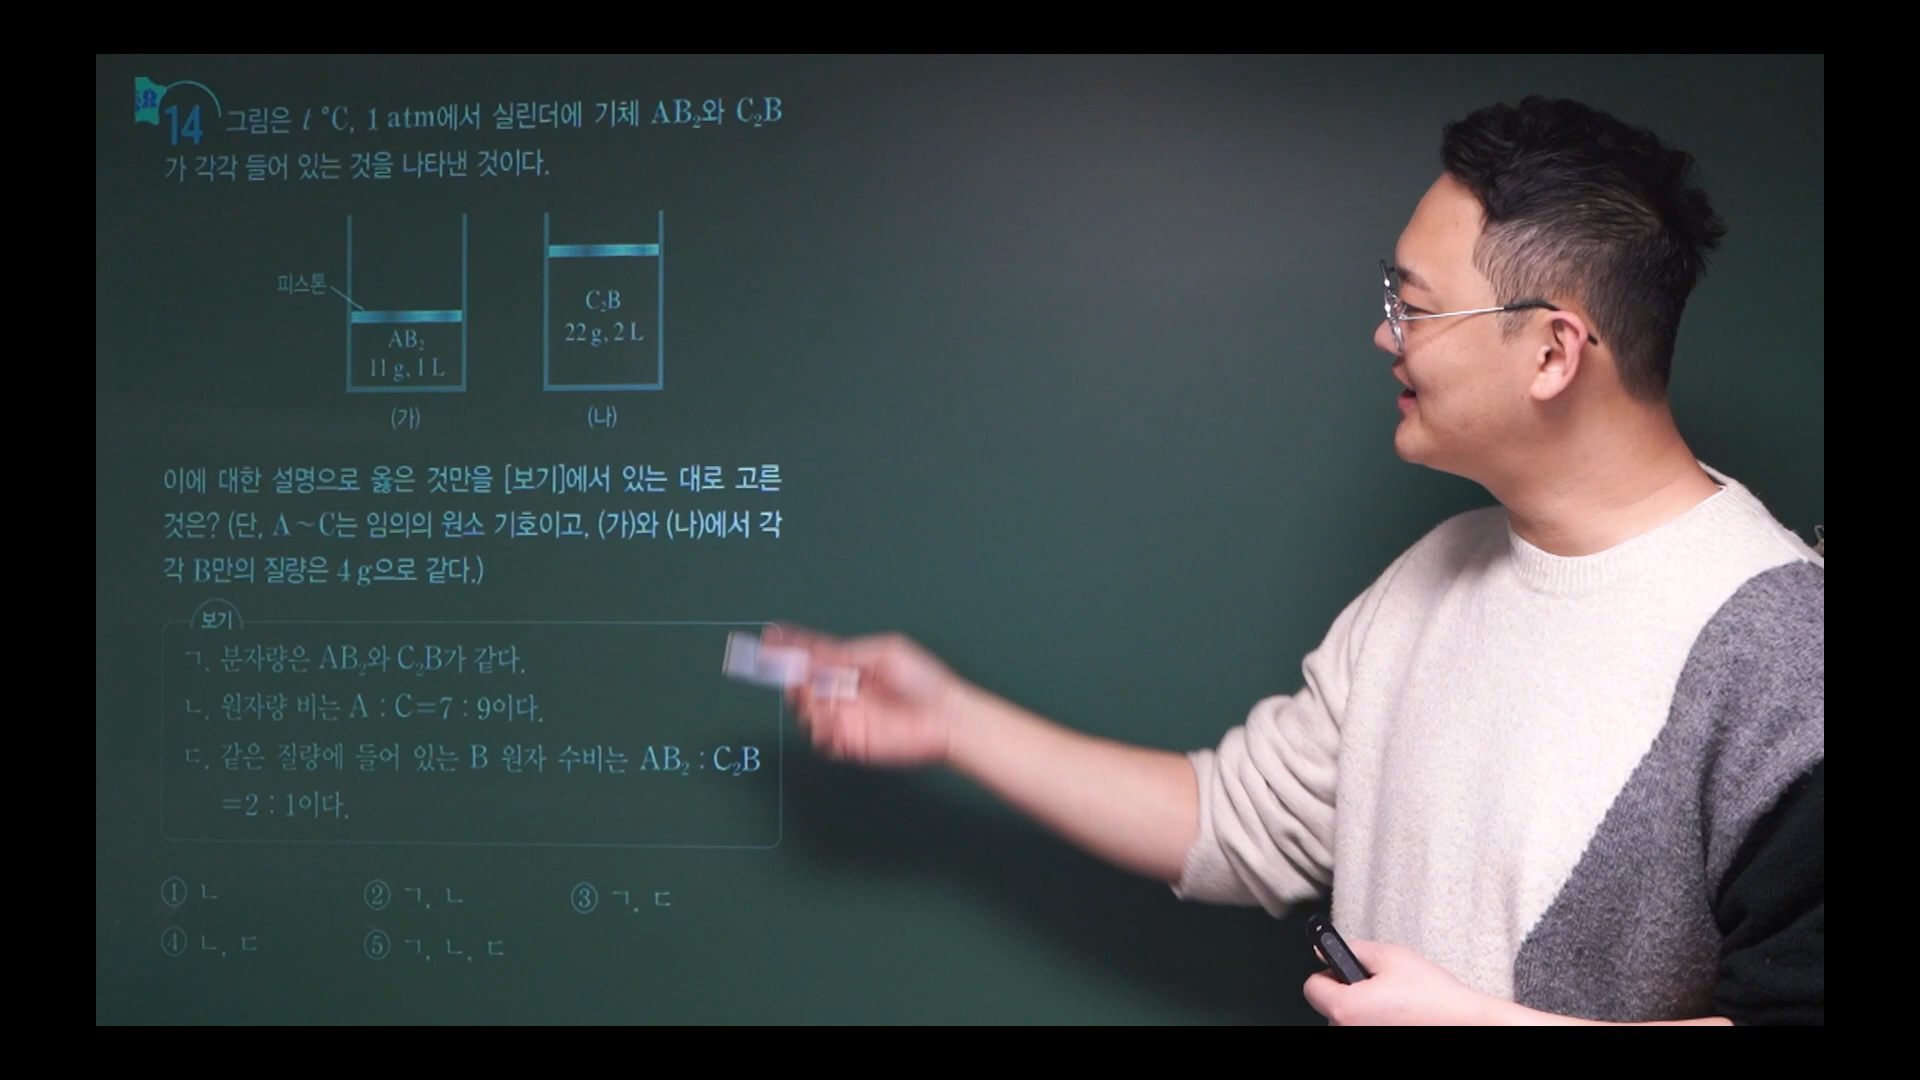 14 그림은 t °C, 1 atm에서 실린더에 기체 AB₂와 C₂B
가 각각 들어 있는 것을 나타낸 것이다.
피스톤
AB₂
11 g, 1 L
(가)
C₂B
22 g, 2 L
(나)
이에 대한 설명으로 옳은 것만을 [보기]에서 있는 대로 고른
것은? (단, A～C는 임의의 원소 기호이고, (가)와 (나)에서 각
각 B만의 질량은 4 g으로 같다.)
보기
ㄱ. 분자량은 AB₂와 C₂B가 같다.
ㄴ. 원자량 비는 A : C=7 : 9이다.
ㄷ. 같은 질량에 들어 있는 B 원자 수비는 AB₂ : C₂B
=2 : 1이다.
① ㄴ ② ㄱ, ㄴ ③ ㄱ, ㄷ
④ ㄴ, ㄷ ⑤ ㄱ, ㄴ, ㄷ